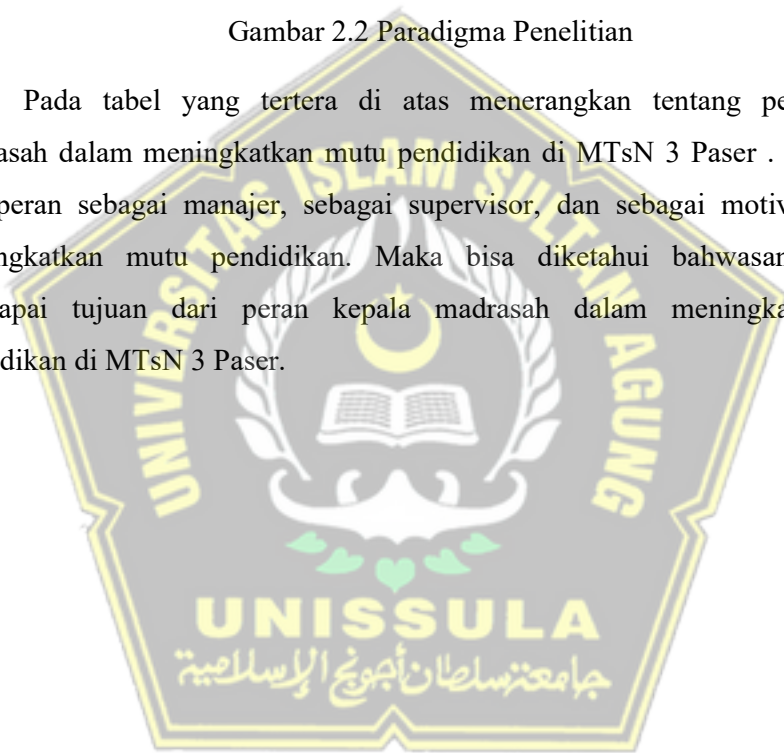 Gambar 2.2 Paradigma Penelitian
Pada tabel yang tertera di atas menerangkan tentang pe
asah dalam meningkatkan mutu pendidikan di MTsN 3 Paser .
peran sebagai manajer, sebagai supervisor, dan sebagai motiv
ngkatkan mutu pendidikan. Maka bisa diketahui bahwasan
apai tujuan dari peran kepala madrasah dalam meningka
dikan di MTsN 3 Paser.
UNIVERSITAS ISLAM SULTAN AGUNG
UNISSULA
جامعة سلطان أجونج الإسلامية